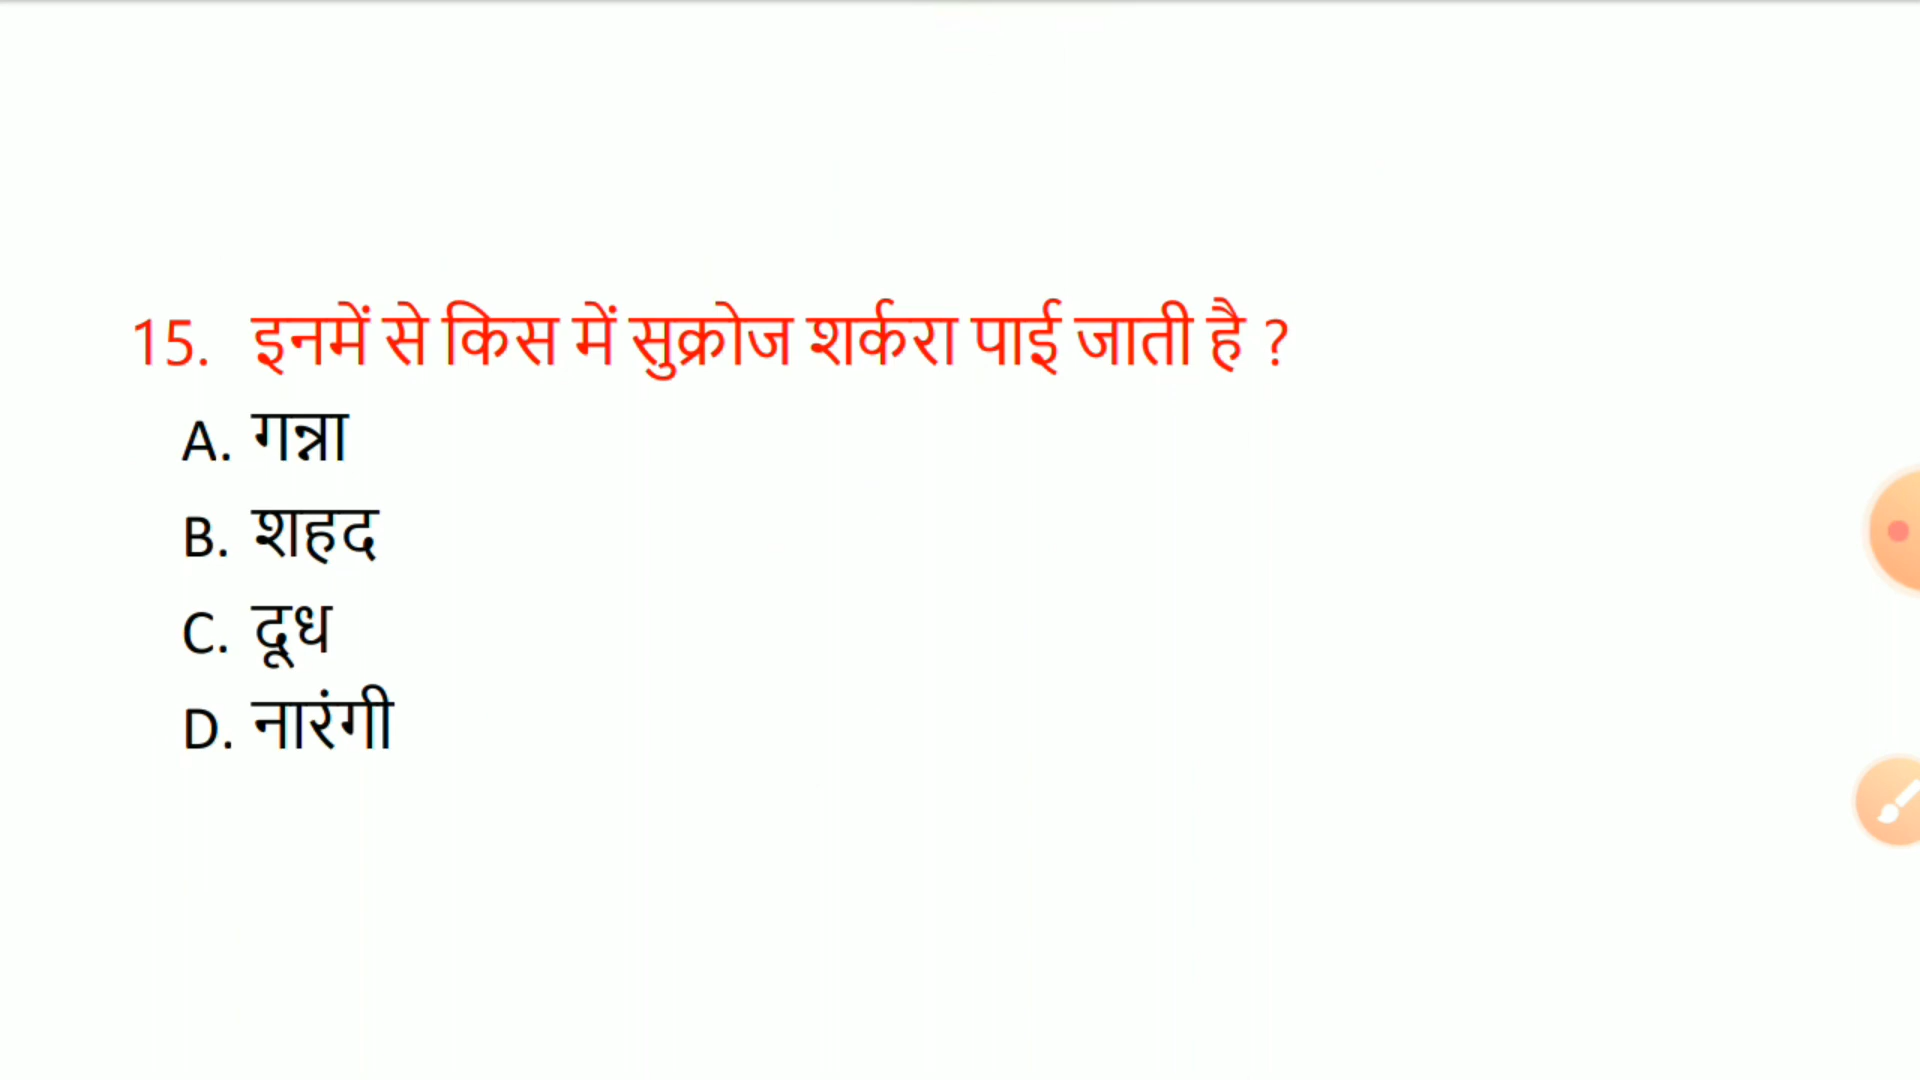 15. इनमें से किस में सुक्रोज शर्करा पाई जाती है ?
A. गन्ना
B. शहद
C. दूध
D. नारंगी